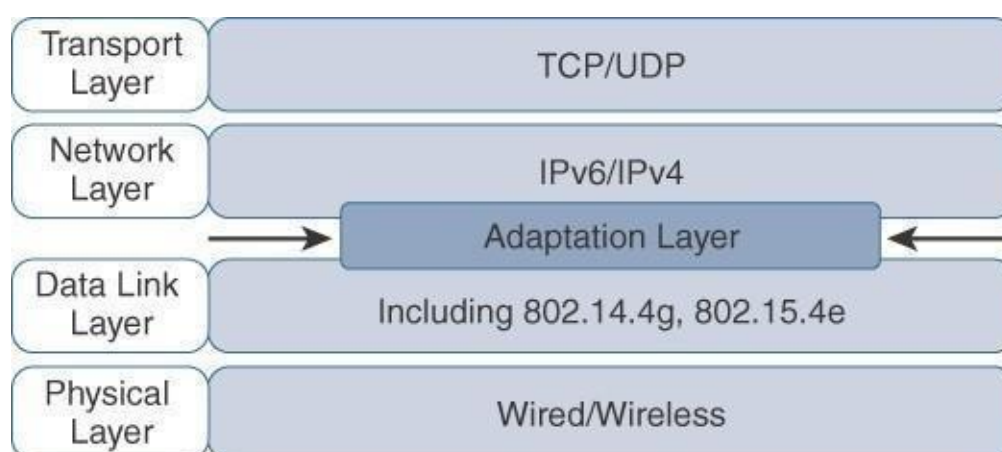 Transport
Layer
TCP/UDP
Network
Layer
IPv6/IPv4
Adaptation Layer
Data Link
Layer
Including 802.14.4g, 802.15.4e
Physical
Layer
Wired/Wireless